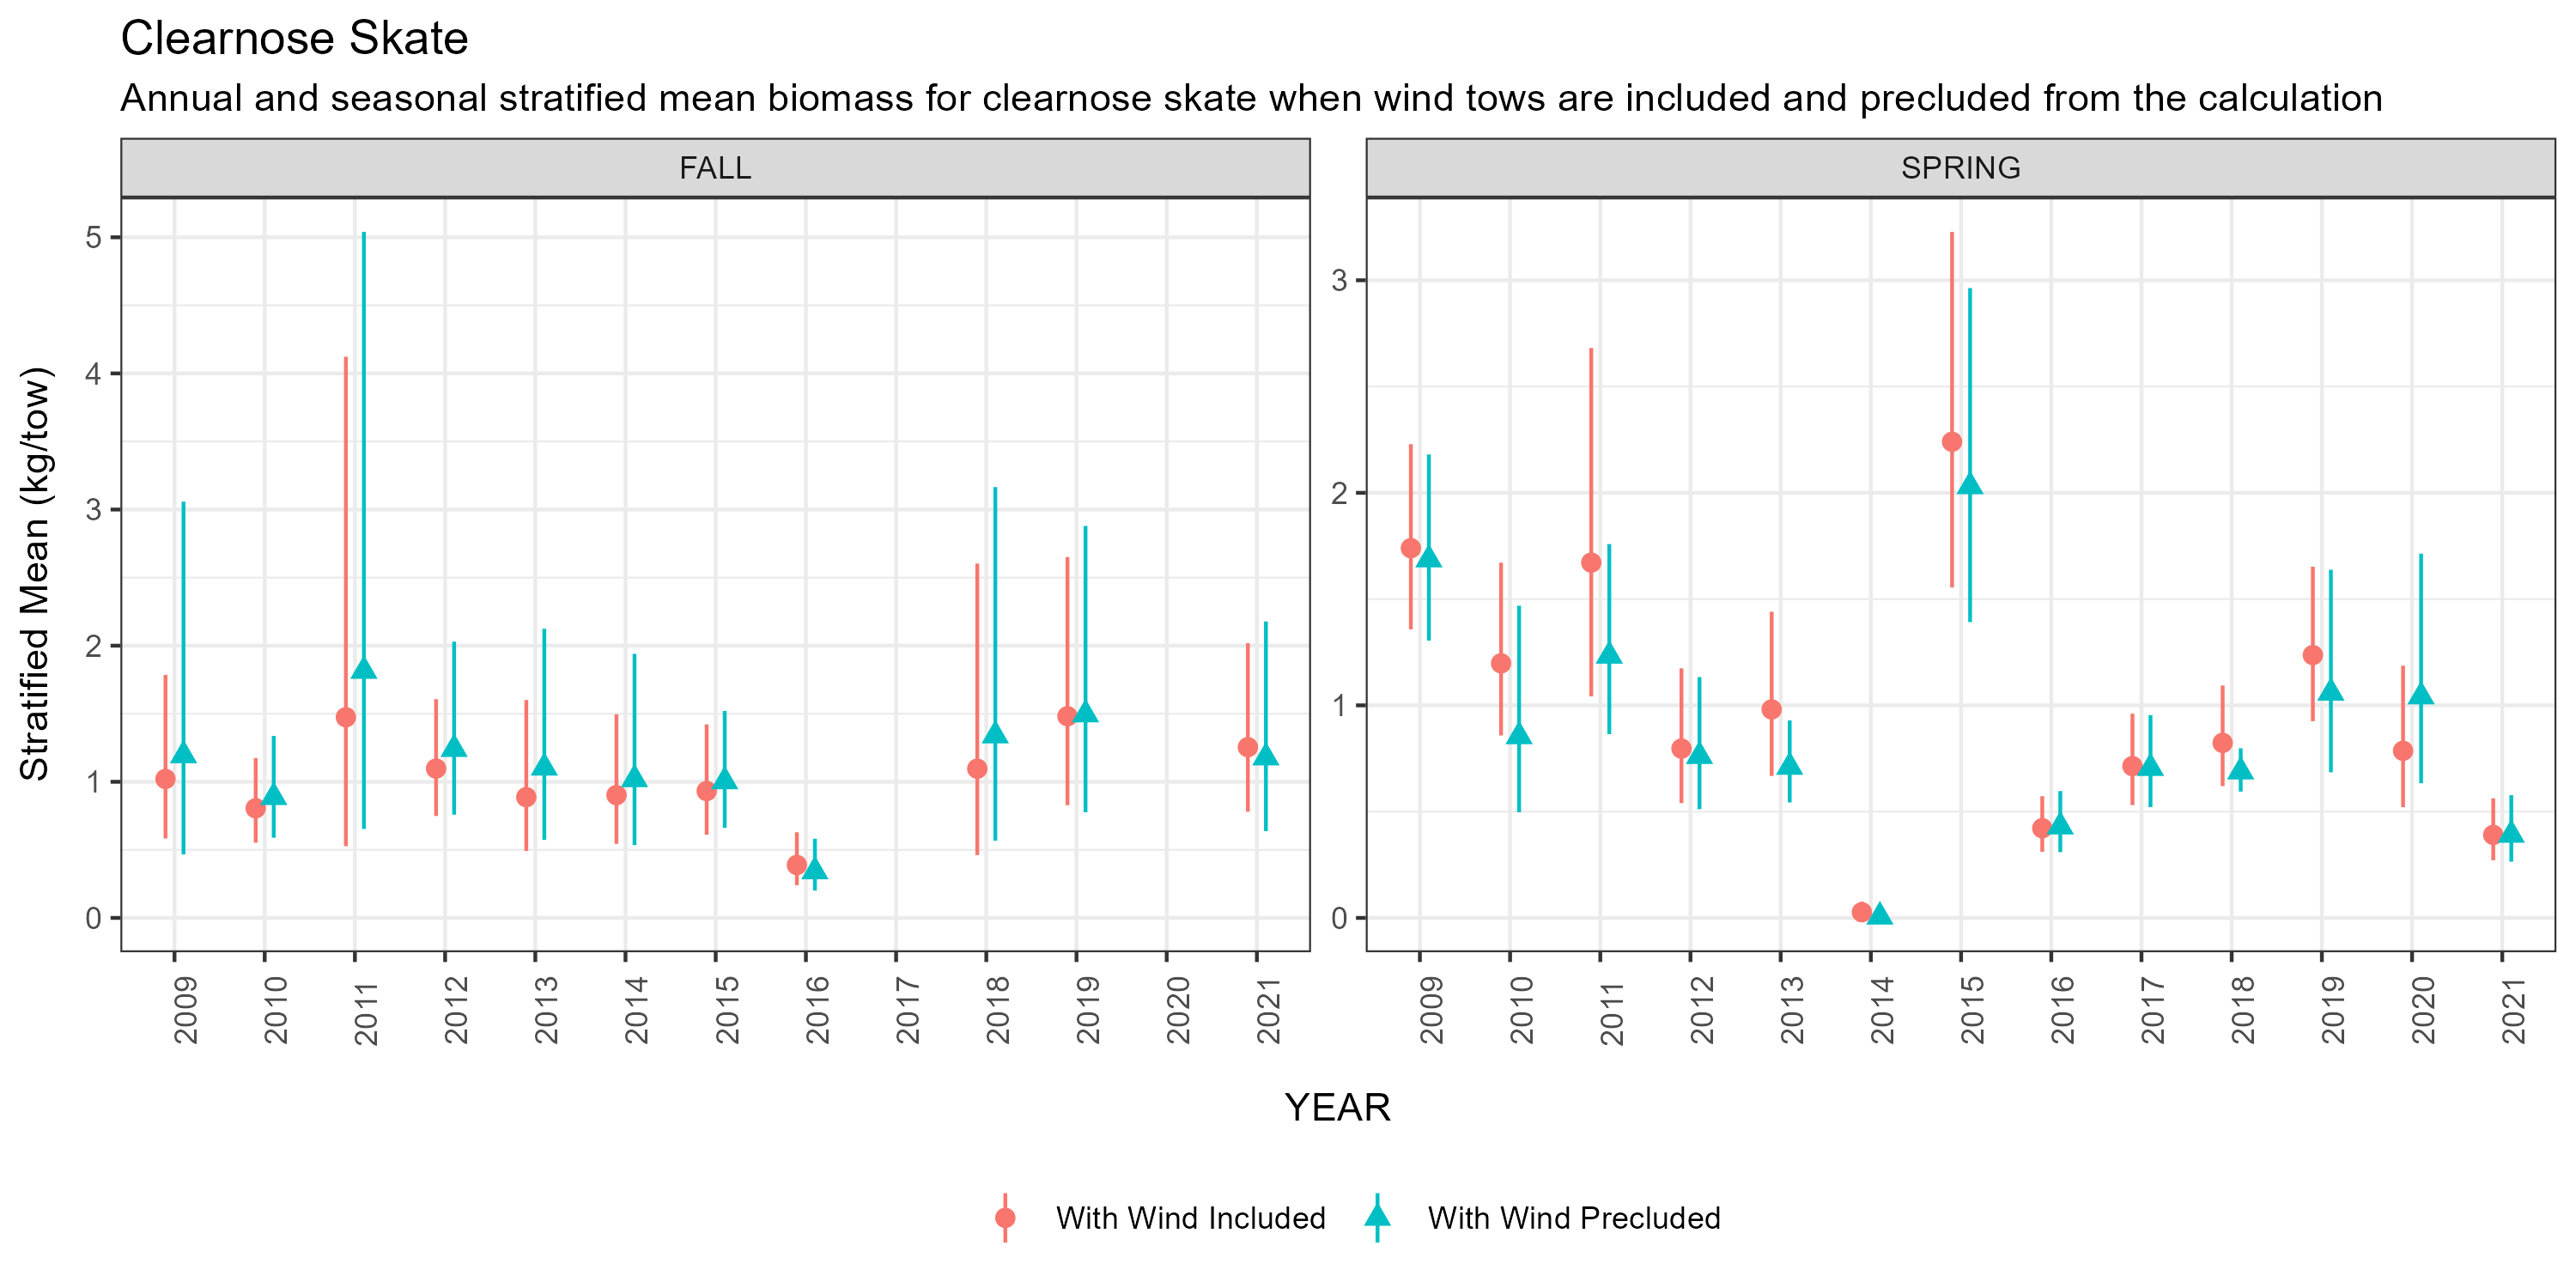 Clearnose Skate
Annual and seasonal stratified mean biomass for clearnose skate when wind tows are included and precluded from the calculation
FALL
SPRING
Stratified Mean (kg/tow)
5
4
3
2
1
0
3
2
1
0
2009 2010 2011 2012 2013 2014 2015 2016 2017 2018 2019 2020 2021
2009 2010 2011 2012 2013 2014 2015 2016 2017 2018 2019 2020 2021
YEAR
With Wind Included
With Wind Precluded